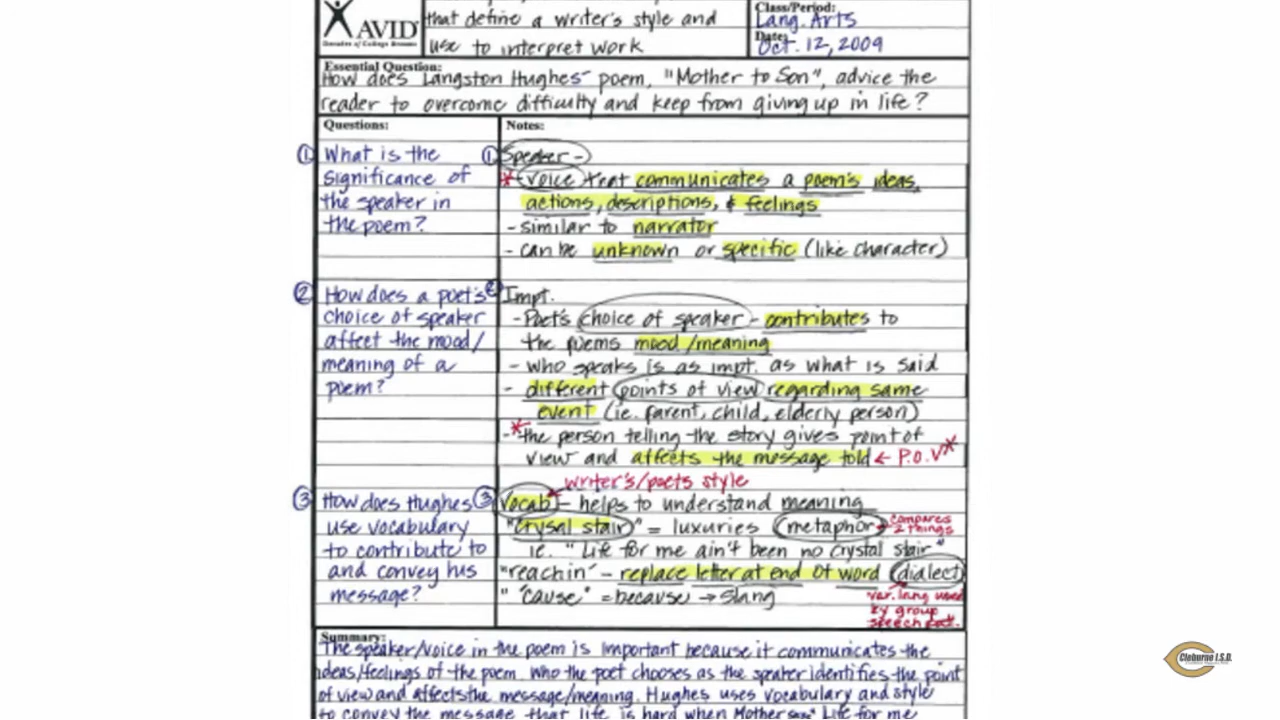 AVID
Decades of College Dreams
that define a writer's style and
use to interpret work
Class/Period:
Lang. Arts
Date:
Oct. 12, 2009
Essential Question:
How does Langston Hughes' poem, "Mother to Son", advice the
reader to overcome difficulty and keep from giving up in life?
Questions:
① What is the
significance of
the speaker in
the poem?
② How does a poet's
choice of speaker
affect the mood/
meaning of a
poem?
③ How does Hughes
use vocabulary
to contribute to
and convey his
message?
Notes:
① Speaker -
* - voice that communicates a poem's ideas,
actions, descriptions, & feelings
- similar to narrator
- can be unknown or specific (like character)
② Impt.
- Poet's choice of speaker - contributes to
the poems mood/meaning
- who speaks is as impt. as what is said
- different points of view regarding same
event (ie. parent, child, elderly person)
- *the person telling the story gives point of
view and affects the message told ← P.O.V*
writer's/poets style
③ Vocab - helps to understand meaning
"Crysal stair" = luxuries (metaphor) → compares
2 things
ie. "Life for me ain't been no Crystal stair"
"reachin" - replace letter at end of word (dialect)
" 'cause" = because → slang
var. lang used
by group
speech patt.
Summary:
The speaker/voice in the poem is important because it communicates the
ideas/feelings of the poem. Who the poet chooses as the speaker identifies the point
of view and affects the message/meaning. Hughes uses vocabulary and style
to convey the message that life is hard when Mother says" Life for me
Cleburne I.S.D.